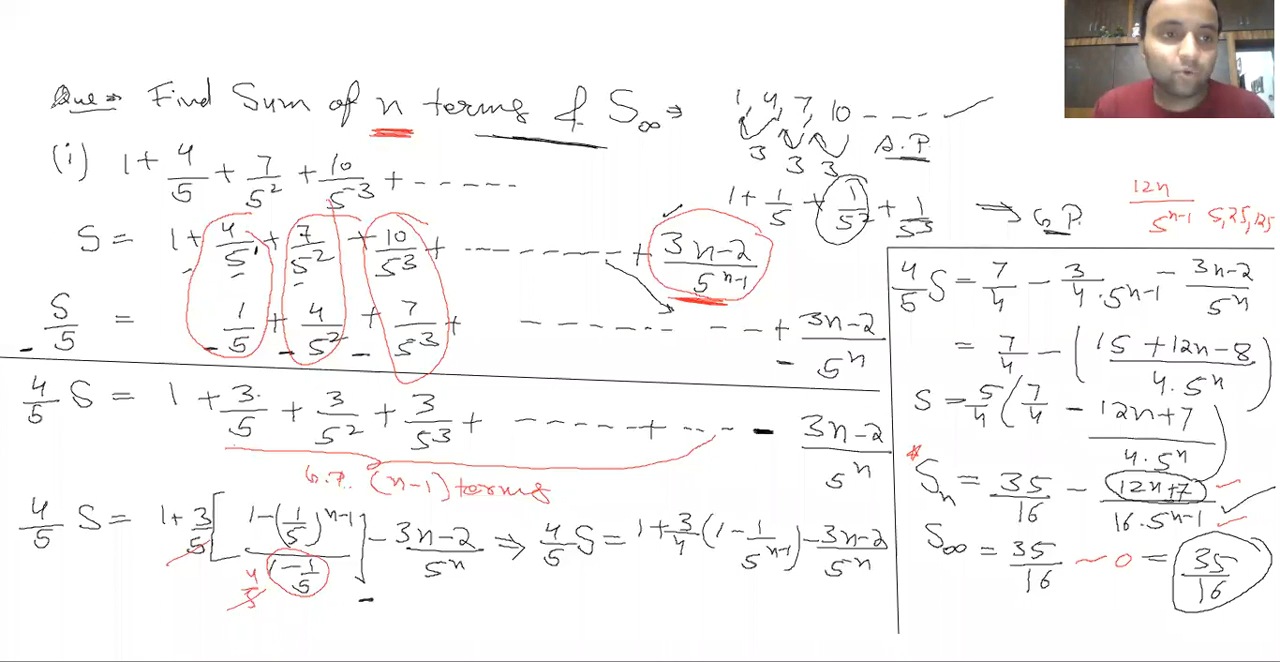 Que → Find Sum of n terms & S∞ →
(i) 1 + 4/5 + 7/5² + 10/5³ + - - - - - -
S = 1 + 4/5 + 7/5² + 10/5³ + - - - - - - - - - + (3n-2)/5^(n-1)
S/5 = 1/5 + 4/5² + 7/5³ + - - - - - - - - - + (3n-2)/5^n
- - - - -
4/5 S = 1 + 3/5 + 3/5² + 3/5³ + - - - - - - + - - - - (3n-2)/5^n
G.P. (n-1) terms
4/5 S = 1 + 3/5 [ (1-(1/5)^(n-1))/(1-1/5) ] - (3n-2)/5^n ⇒ 4/5 S = 1 + 3/4 (1 - 1/5^(n-1)) - (3n-2)/5^n
4/5
1, 4, 7, 10 - - - -
3 3 3 A.P.
1 + 1/5 + 1/5² + 1/5³ ⇒ G.P.
12n/5^(n-1) 5, 25, 125
4/5 S = 7/4 - 3/(4·5^(n-1)) - (3n-2)/5^n
= 7/4 - ( (15+12n-8)/(4·5^n) )
S = 5/4 ( 7/4 - (12n+7)/(4·5^n) )
* Sn = 35/16 - (12n+7)/(16·5^(n-1))
S∞ = 35/16 - 0 = 35/16